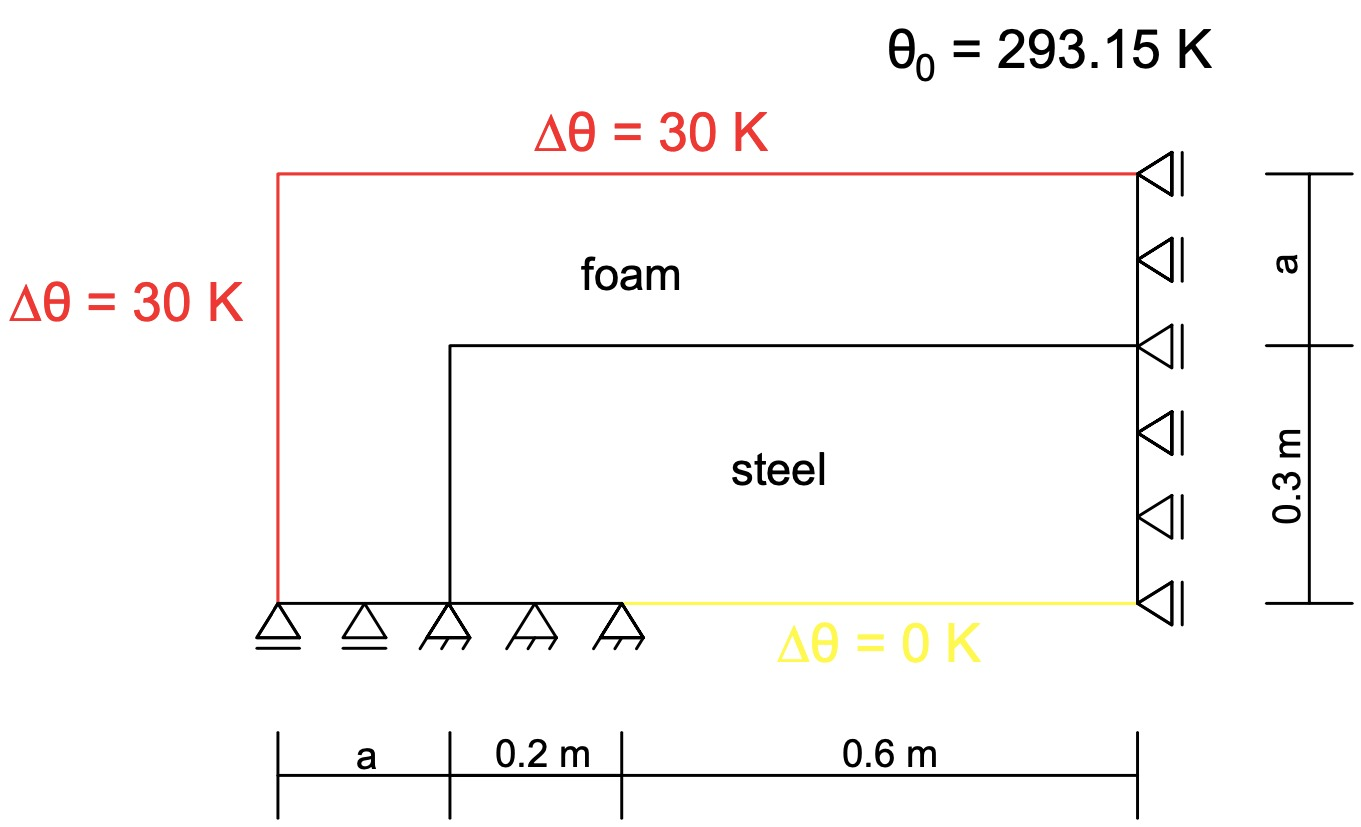 θ0 = 293.15 K
Δθ = 30 K
foam
a
Δθ = 30 K
steel
0.3 m
Δθ = 0 K
a
0.2 m
0.6 m